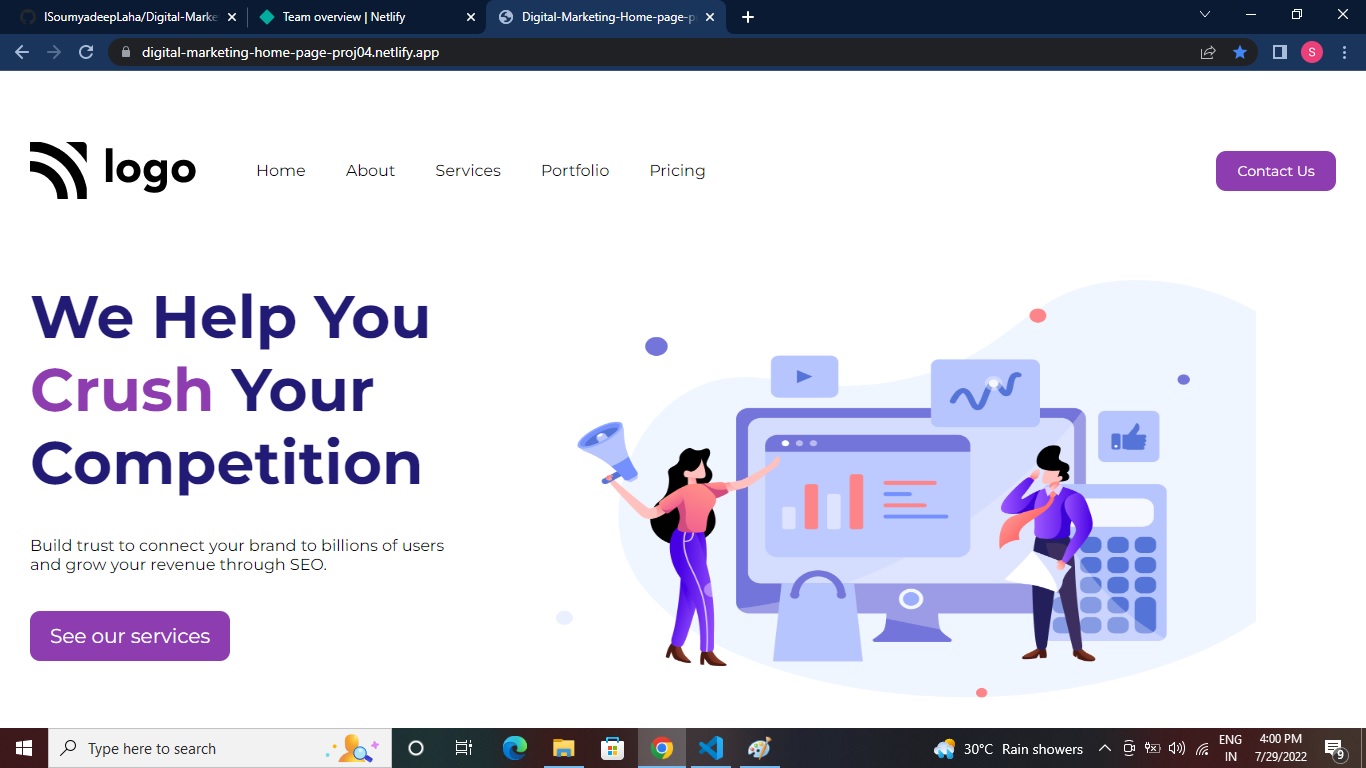 ISoumyadeepLaha/Digital-Marke
Team overview | Netlify
Digital-Marketing-Home-page-p
digital-marketing-home-page-proj04.netlify.app
S
logo
Home
About
Services
Portfolio
Pricing
Contact Us
We Help You
Crush Your
Competition
Build trust to connect your brand to billions of users
and grow your revenue through SEO.
See our services
Type here to search
30°C Rain showers
ENG
IN
4:00 PM
7/29/2022
9